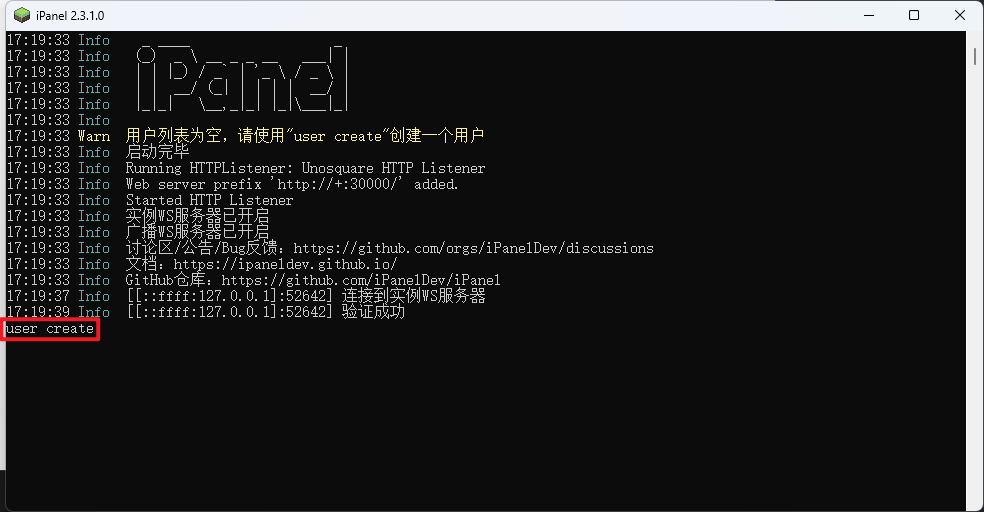 iPanel 2.3.1.0
17:19:33 Info
17:19:33 Info
17:19:33 Info
17:19:33 Info
17:19:33 Info
17:19:33 Info
iPanel
17:19:33 Warn 用户列表为空，请使用"user create"创建一个用户
17:19:33 Info 启动完毕
17:19:33 Info Running HTTPListener: Unosquare HTTP Listener
17:19:33 Info Web server prefix 'http://+:30000/' added.
17:19:33 Info Started HTTP Listener
17:19:33 Info 实例WS服务器已开启
17:19:33 Info 广播WS服务器已开启
17:19:33 Info 讨论区/公告/Bug反馈：https://github.com/orgs/iPanelDev/discussions
17:19:33 Info 文档：https://ipaneldev.github.io/
17:19:33 Info GitHub仓库：https://github.com/iPanelDev/iPanel
17:19:37 Info [[::ffff:127.0.0.1]:52642] 连接到实例WS服务器
17:19:39 Info [[::ffff:127.0.0.1]:52642] 验证成功
user create